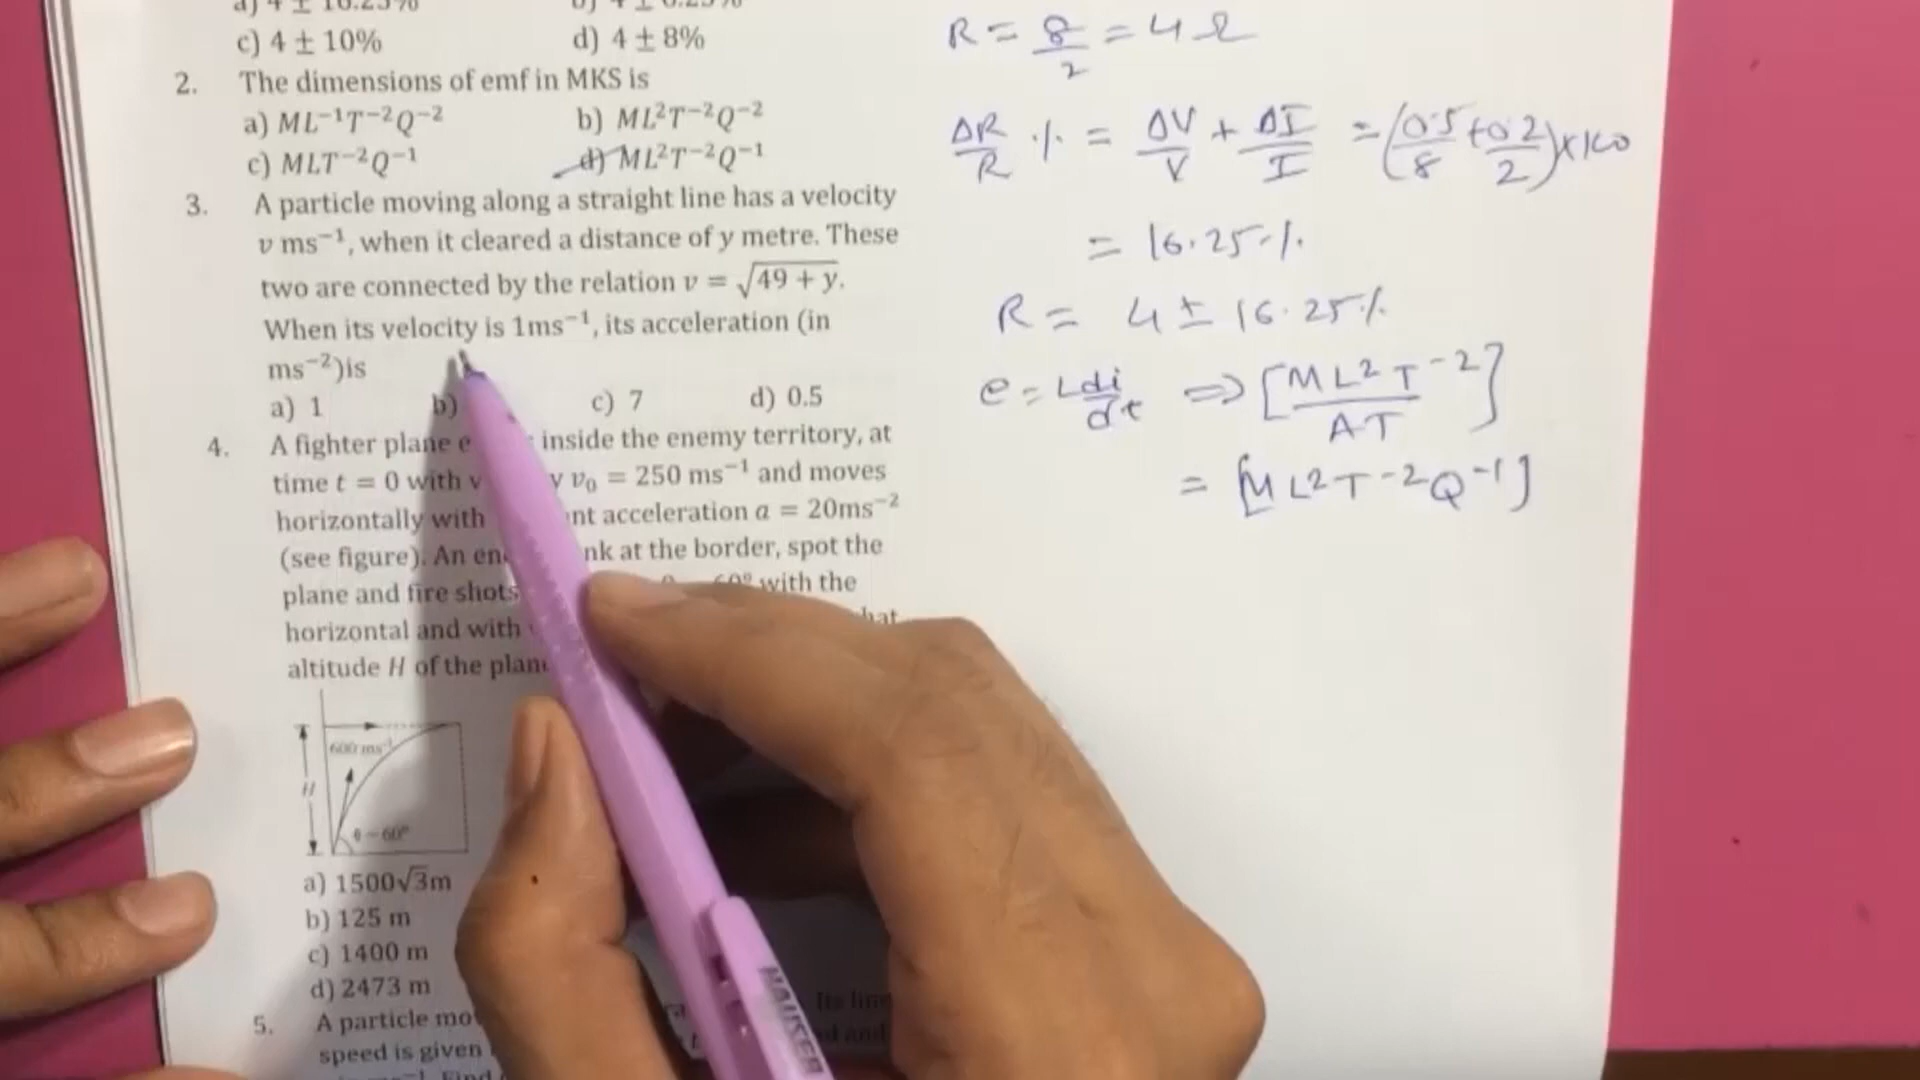 c) 4 ± 10%
d) 4 ± 8%
2. The dimensions of emf in MKS is
a) ML⁻¹T⁻²Q⁻²
b) ML²T⁻²Q⁻²
c) MLT⁻²Q⁻¹
d) ML²T⁻²Q⁻¹
3. A particle moving along a straight line has a velocity
v ms⁻¹, when it cleared a distance of y metre. These
two are connected by the relation v = √(49 + y).
When its velocity is 1ms⁻¹, its acceleration (in
ms⁻²)is
a) 1
b)
c) 7
d) 0.5
4. A fighter plane inside the enemy territory, at
time t = 0 with v₀ = 250 ms⁻¹ and moves
horizontally with acceleration a = 20ms⁻²
(see figure). An at the border, spot the
plane and fire shots 60° with the
horizontal and with
altitude H of the
600 ms⁻¹
H
θ = 60°
a) 1500√3m
b) 125 m
c) 1400 m
d) 2473 m
5. A particle
speed is given
HAUSER
R = 8/2 = 4 Ω
ΔR/R % = ΔV/V + ΔI/I = (0.5/8 + 0.2/2) × 100
= 16.25 %
R = 4 ± 16.25 %
e = L di/dt ⇒ [ML²T⁻²/AT]
= [ML²T⁻²Q⁻¹]